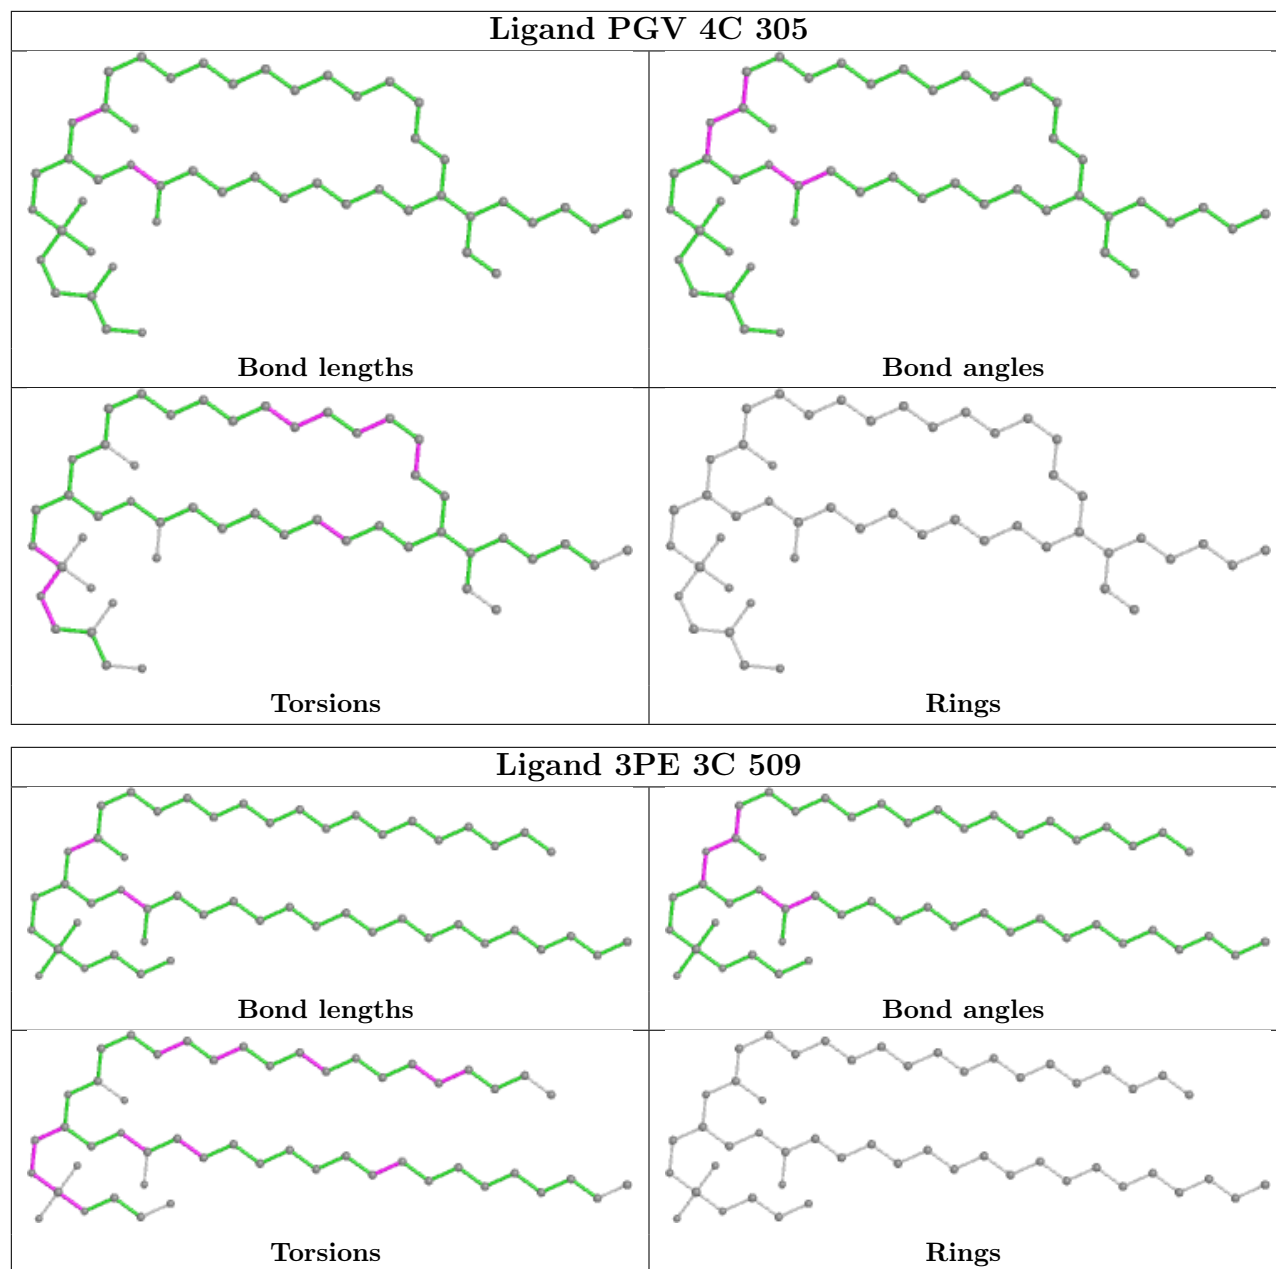 Ligand PGV 4C 305
Bond lengths
Bond angles
Torsions
Rings
Ligand 3PE 3C 509
Bond lengths
Bond angles
Torsions
Rings